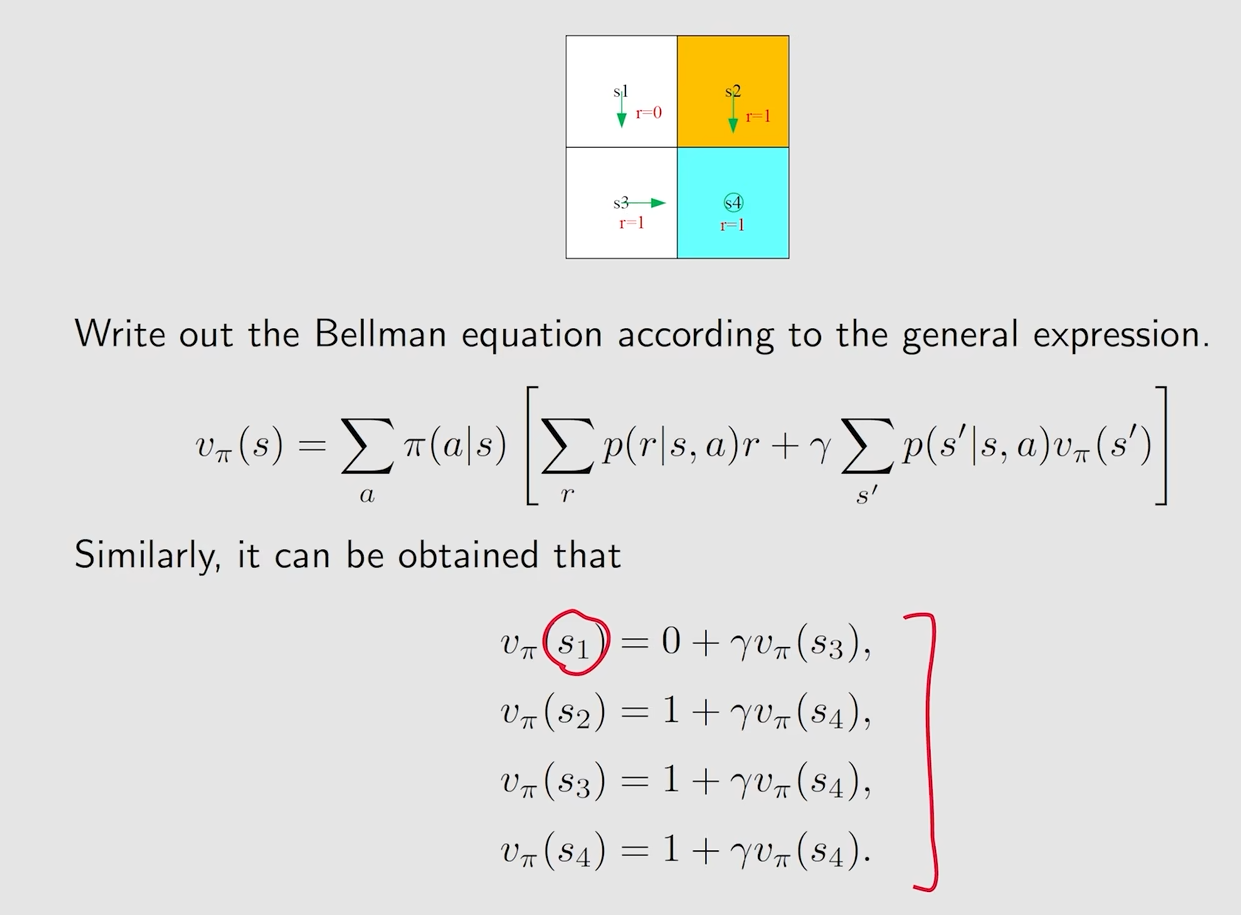 s1 s2
r=0 r=1
s3 s4
r=1 r=1
Write out the Bellman equation according to the general expression.
$v_\pi(s) = \sum_a \pi(a|s) \left[ \sum_r p(r|s, a)r + \gamma \sum_{s'} p(s'|s, a)v_\pi(s') \right]$
Similarly, it can be obtained that
$v_\pi(s_1) = 0 + \gamma v_\pi(s_3),$
$v_\pi(s_2) = 1 + \gamma v_\pi(s_4),$
$v_\pi(s_3) = 1 + \gamma v_\pi(s_4),$
$v_\pi(s_4) = 1 + \gamma v_\pi(s_4).$